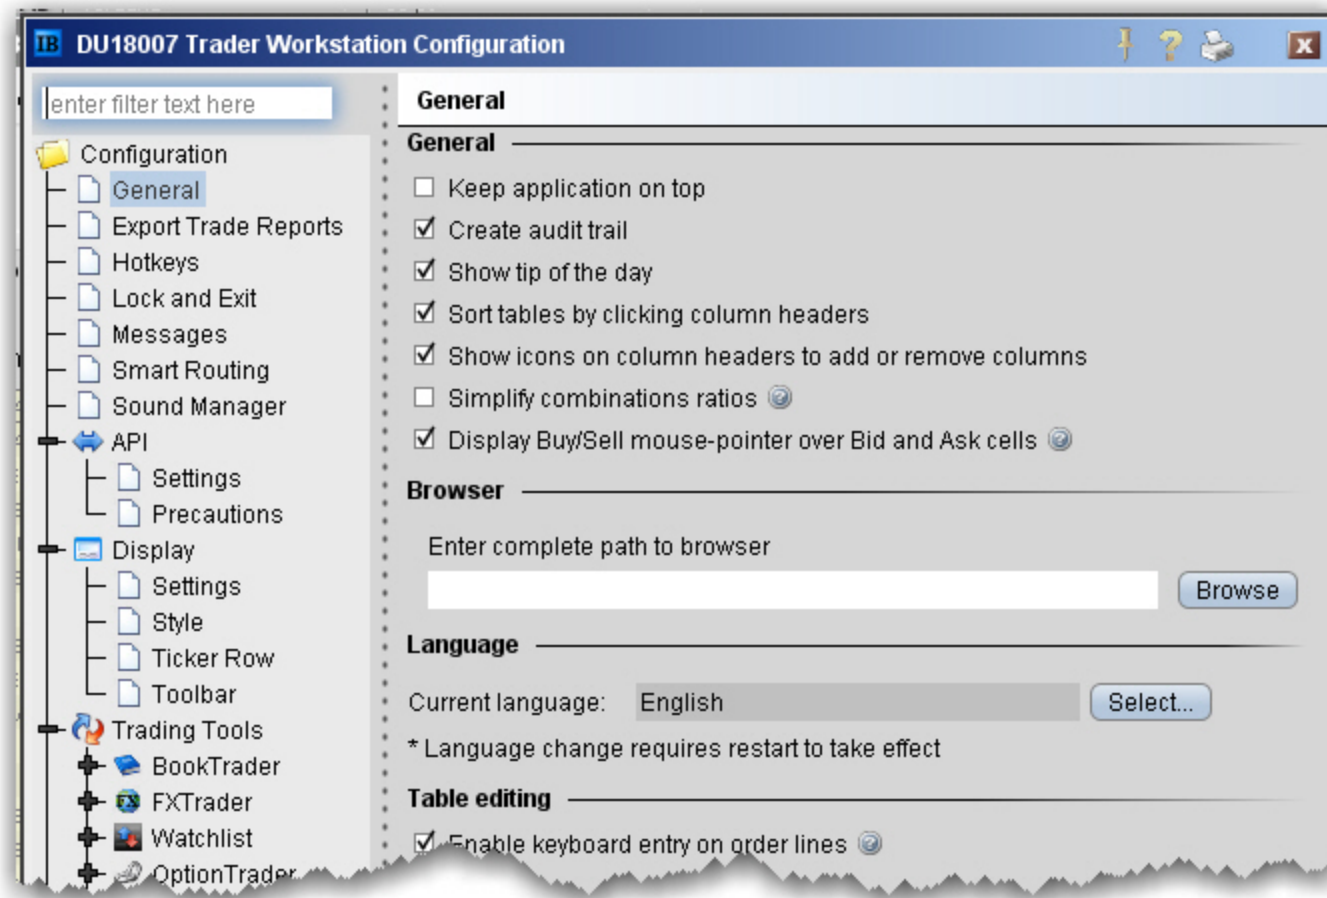 IB DU18007 Trader Workstation Configuration
enter filter text here
Configuration
General
Export Trade Reports
Hotkeys
Lock and Exit
Messages
Smart Routing
Sound Manager
API
Settings
Precautions
Display
Settings
Style
Ticker Row
Toolbar
Trading Tools
BookTrader
FX FXTrader
Watchlist
OptionTrader
General
General
Keep application on top
Create audit trail
Show tip of the day
Sort tables by clicking column headers
Show icons on column headers to add or remove columns
Simplify combinations ratios
Display Buy/Sell mouse-pointer over Bid and Ask cells
Browser
Enter complete path to browser
Browse
Language
Current language: English Select...
* Language change requires restart to take effect
Table editing
Enable keyboard entry on order lines